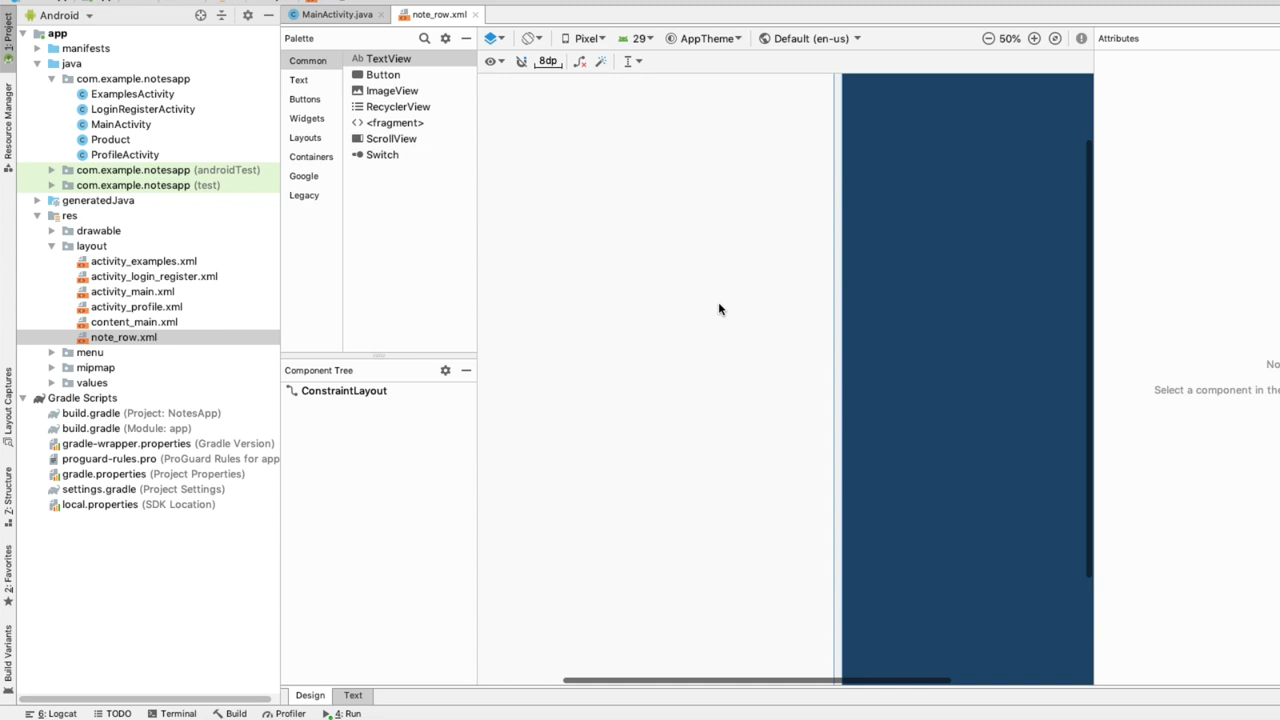 Android
MainActivity.java
note_row.xml
1: Project
Resource Manager
Layout Captures
Z: Structure
2: Favorites
Build Variants
app
manifests
java
com.example.notesapp
ExamplesActivity
LoginRegisterActivity
MainActivity
Product
ProfileActivity
com.example.notesapp (androidTest)
com.example.notesapp (test)
generatedJava
res
drawable
layout
activity_examples.xml
activity_login_register.xml
activity_main.xml
activity_profile.xml
content_main.xml
note_row.xml
menu
mipmap
values
Gradle Scripts
build.gradle (Project: NotesApp)
build.gradle (Module: app)
gradle-wrapper.properties (Gradle Version)
proguard-rules.pro (ProGuard Rules for app
gradle.properties (Project Properties)
settings.gradle (Project Settings)
local.properties (SDK Location)
Palette
Common
Text
Buttons
Widgets
Layouts
Containers
Google
Legacy
Ab TextView
Button
ImageView
RecyclerView
<> <fragment>
ScrollView
Switch
Component Tree
ConstraintLayout
Pixel 29 AppTheme Default (en-us) 50%
8dp
Attributes
No
Select a component in the
Design Text
6: Logcat TODO Terminal Build Profiler 4: Run